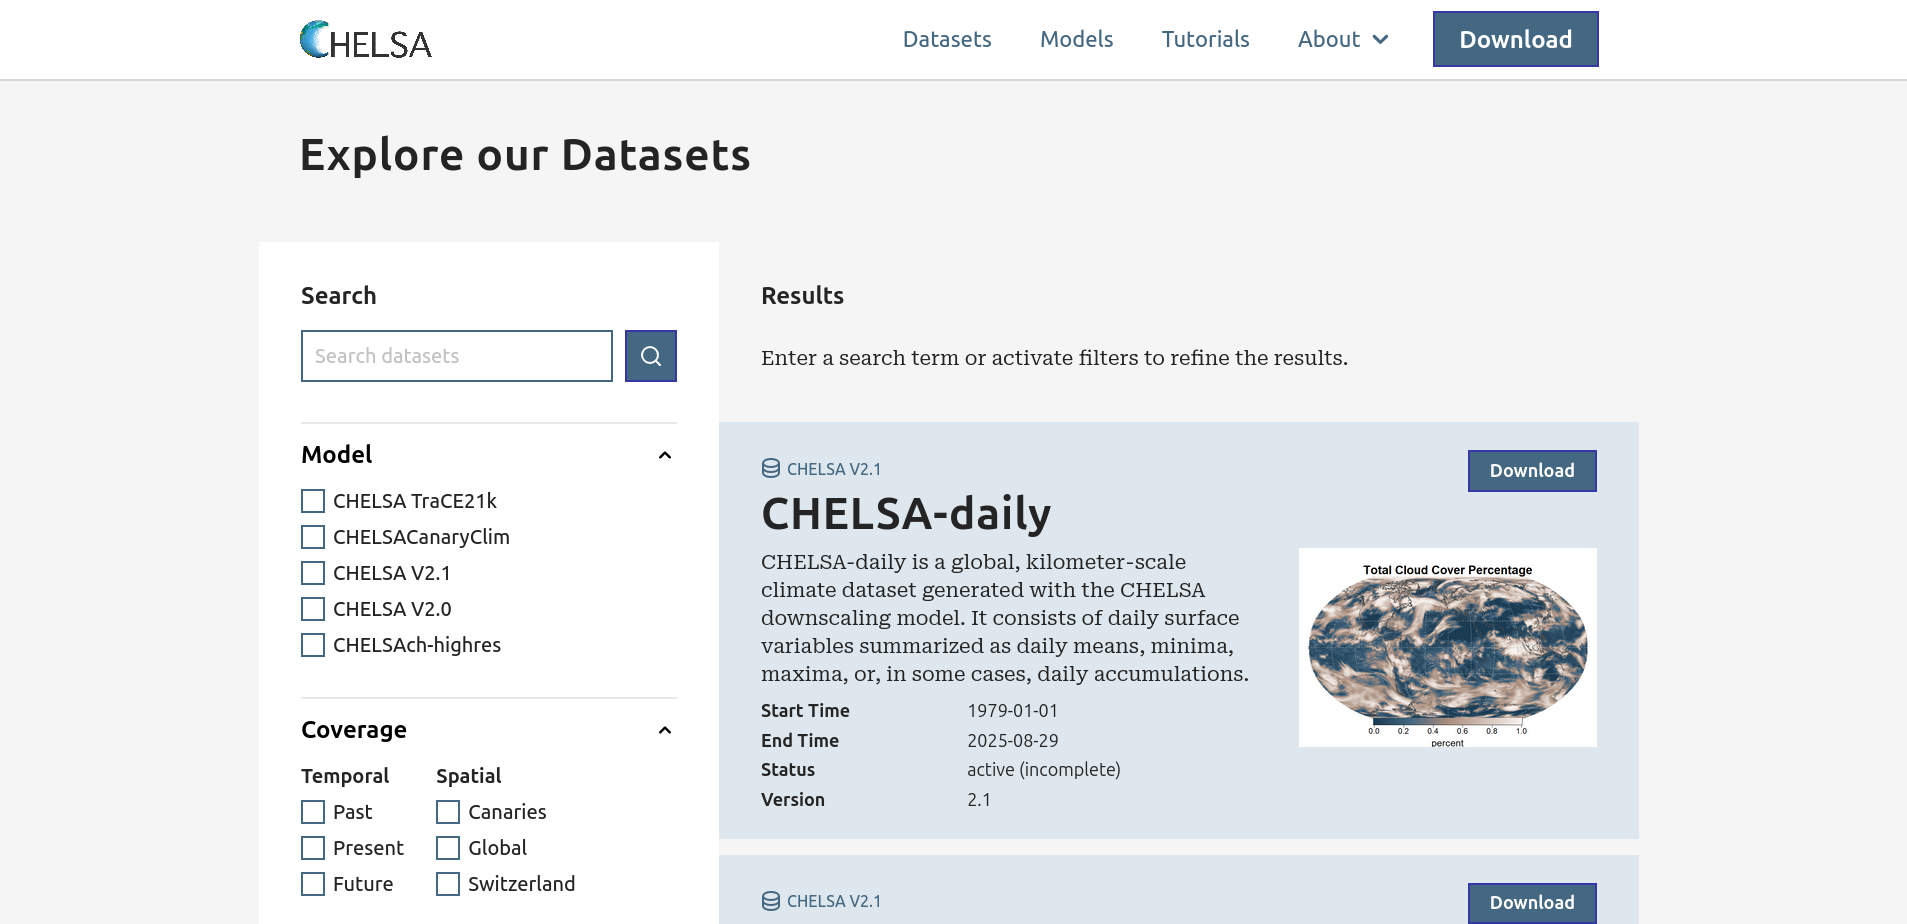 CHELSA
Datasets
Models
Tutorials
About
Download
Explore our Datasets
Search
Search datasets
Model
CHELSA TraCE21k
CHELSACanaryClim
CHELSA V2.1
CHELSA V2.0
CHELSAch-highres
Coverage
Temporal
Past
Present
Future
Spatial
Canaries
Global
Switzerland
Results
Enter a search term or activate filters to refine the results.
CHELSA V2.1
Download
CHELSA-daily
CHELSA-daily is a global, kilometer-scale
climate dataset generated with the CHELSA
downscaling model. It consists of daily surface
variables summarized as daily means, minima,
maxima, or, in some cases, daily accumulations.
Start Time 1979-01-01
End Time 2025-08-29
Status active (incomplete)
Version 2.1
Total Cloud Cover Percentage
0.0 0.2 0.4 0.6 0.8 1.0
percent
CHELSA V2.1
Download